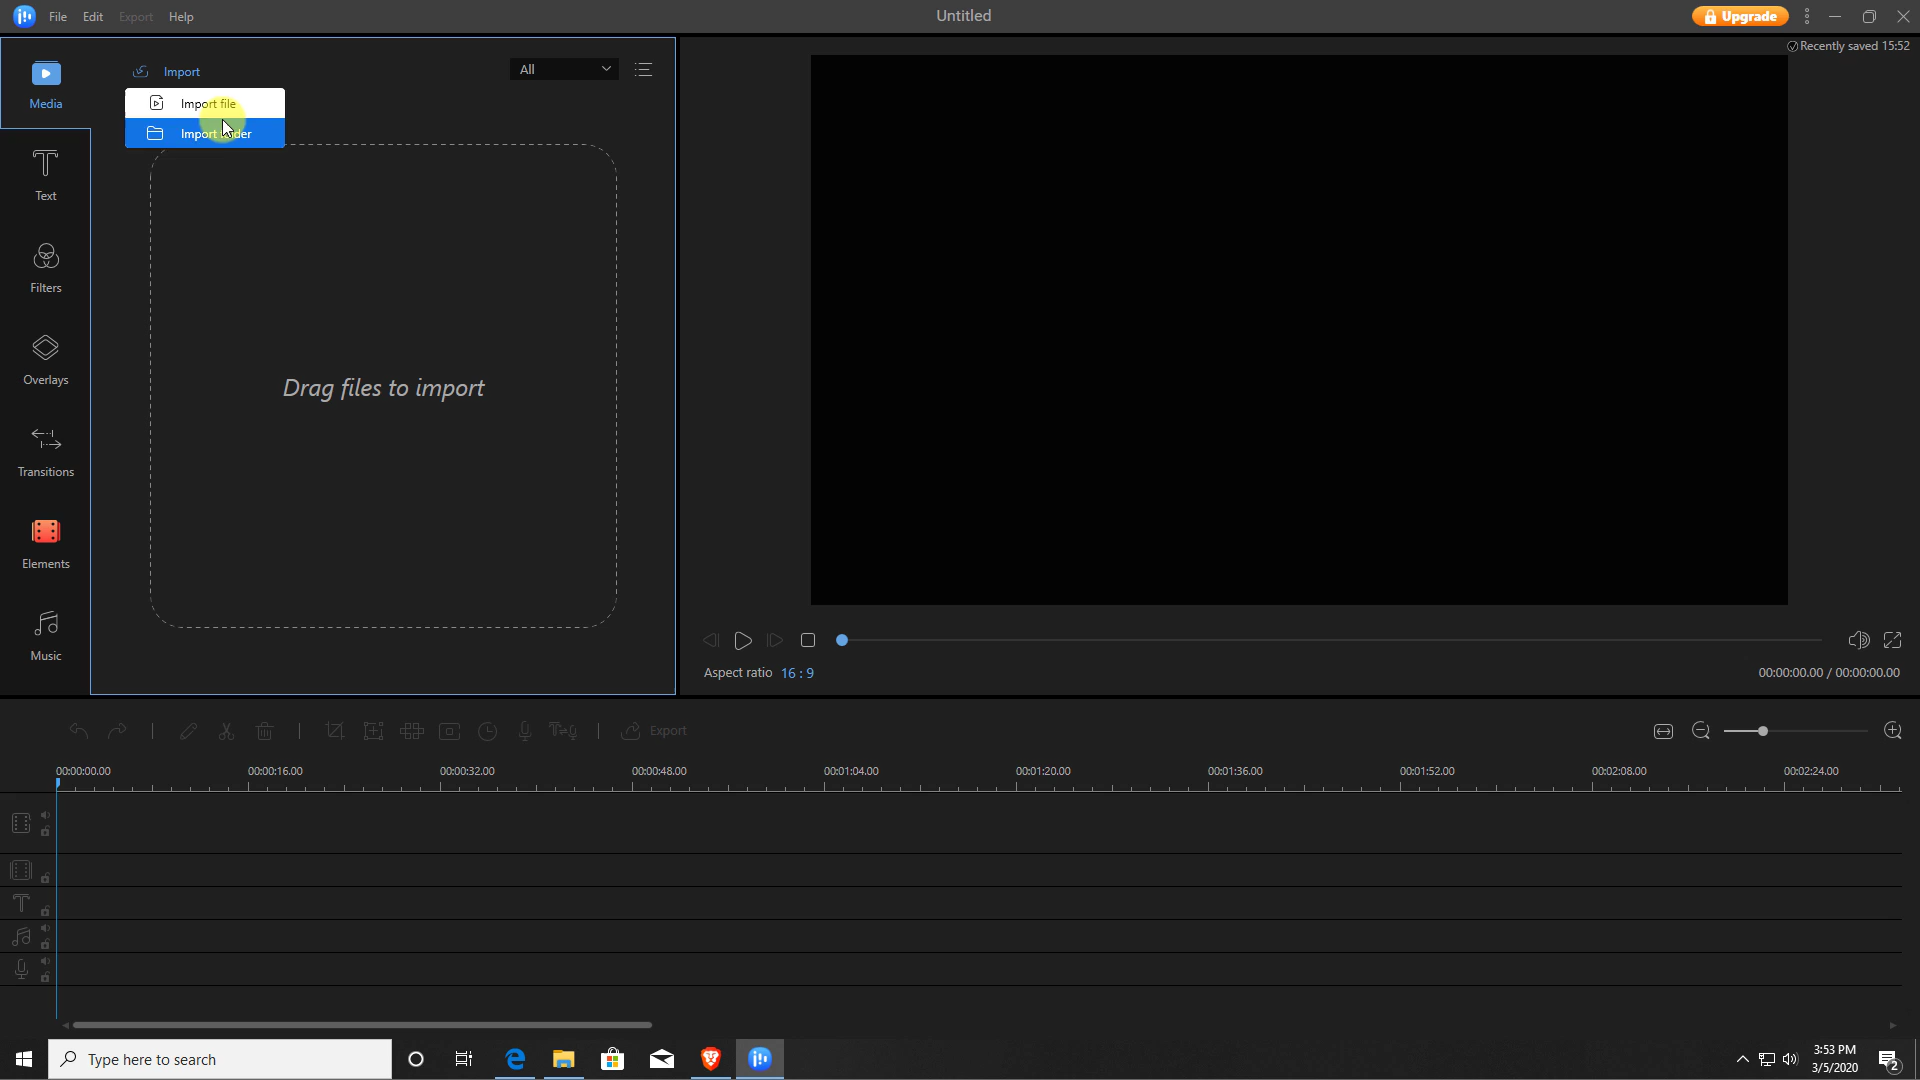 File Edit Export Help
Untitled
Upgrade
Recently saved 15:52
Media
Import
All
Import file
Import folder
Text
Filters
Overlays
Transitions
Elements
Music
Drag files to import
Aspect ratio 16 : 9
00:00:00.00 / 00:00:00.00
Export
00:00:00.00 00:00:16.00 00:00:32.00 00:00:48.00 00:01:04.00 00:01:20.00 00:01:36.00 00:01:52.00 00:02:08.00 00:02:24.00
Type here to search
3:53 PM
3/5/2020
2